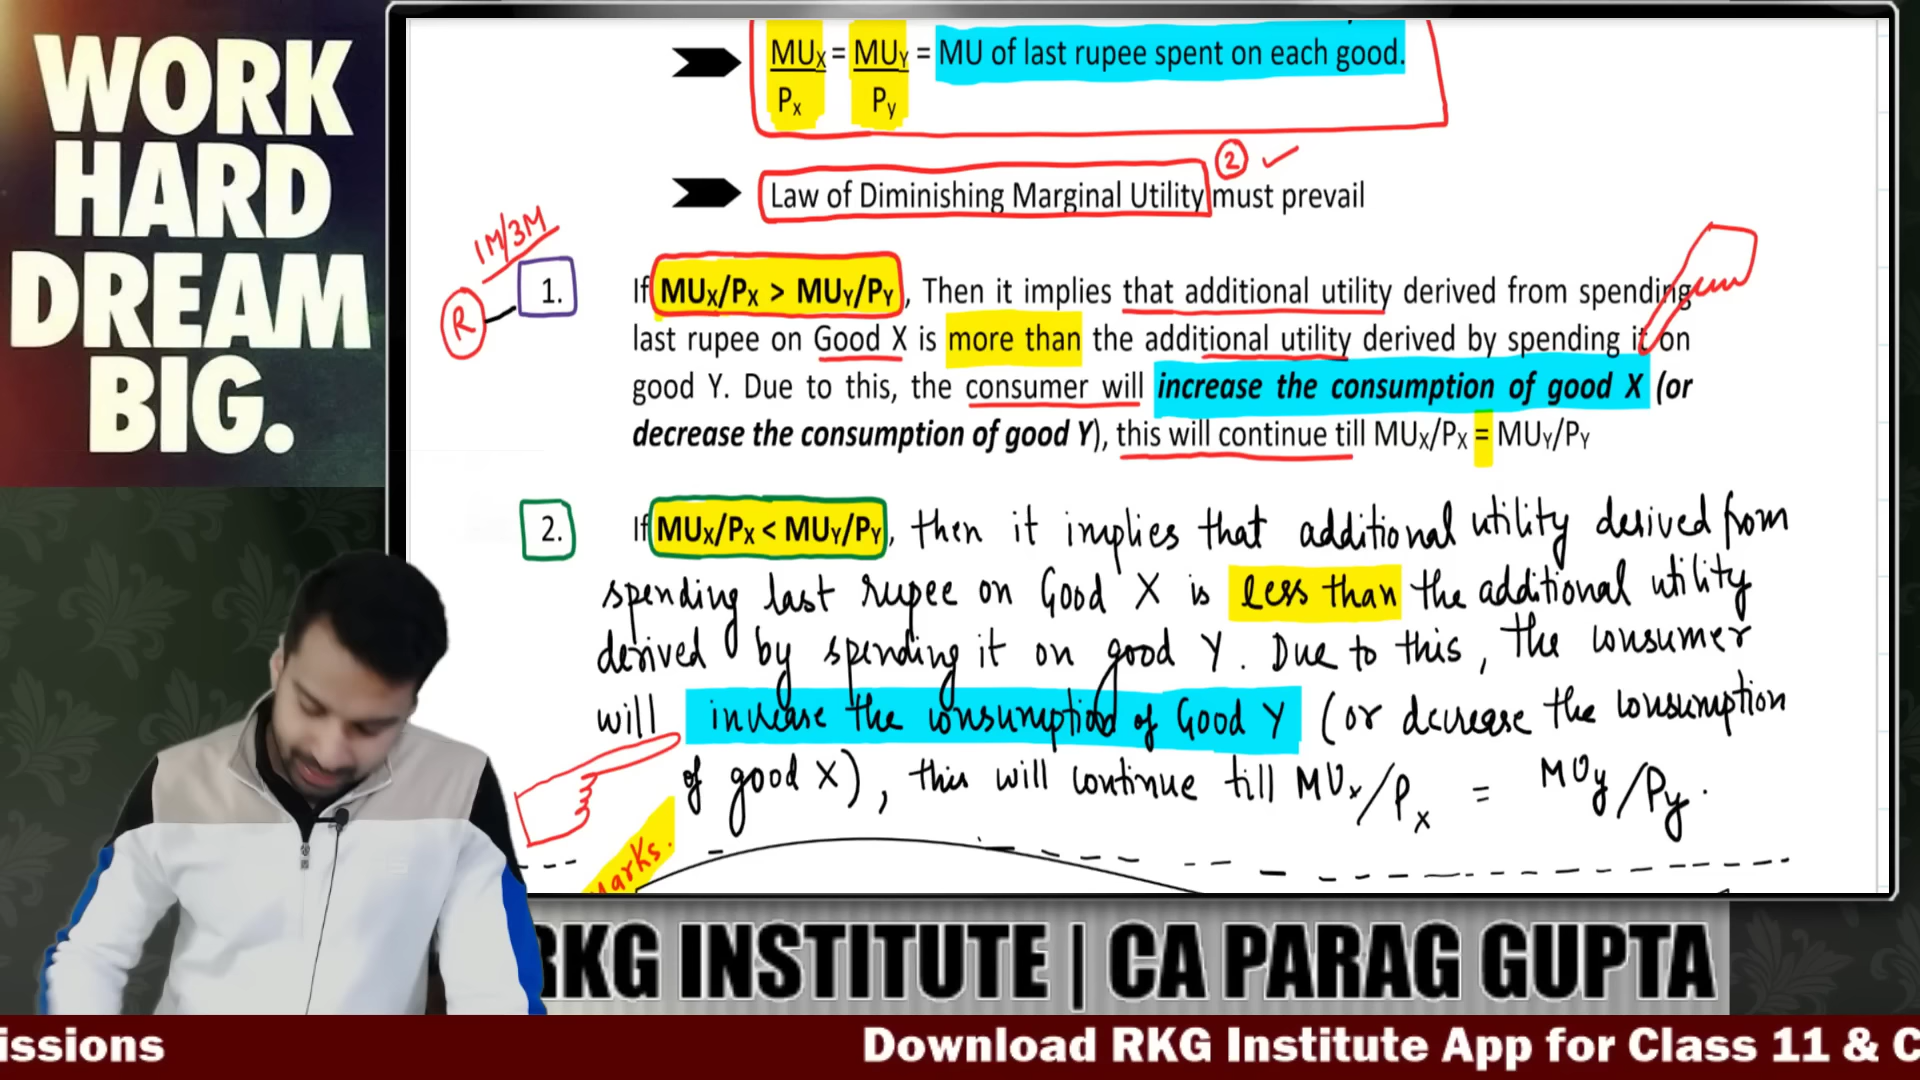 WORK
HARD
DREAM
BIG.
MUX = MUY = MU of last rupee spent on each good.
Px Py
2
Law of Diminishing Marginal Utility must prevail
1M/3M
R
1. If MUX/PX > MUY/PY, Then it implies that additional utility derived from spending
last rupee on Good X is more than the additional utility derived by spending it on
good Y. Due to this, the consumer will increase the consumption of good X (or
decrease the consumption of good Y), this will continue till MUX/PX = MUY/PY
2. If MUX/PX < MUY/PY, then it implies that additional utility derived from
spending last rupee on Good X is less than the additional utility
derived by spending it on good Y. Due to this, the consumer
will increase the consumption of Good Y (or decrease the consumption
of good X), this will continue till MUx/Px = MUy/Py.
Marks.
RKG INSTITUTE | CA PARAG GUPTA
issions Download RKG Institute App for Class 11 & C